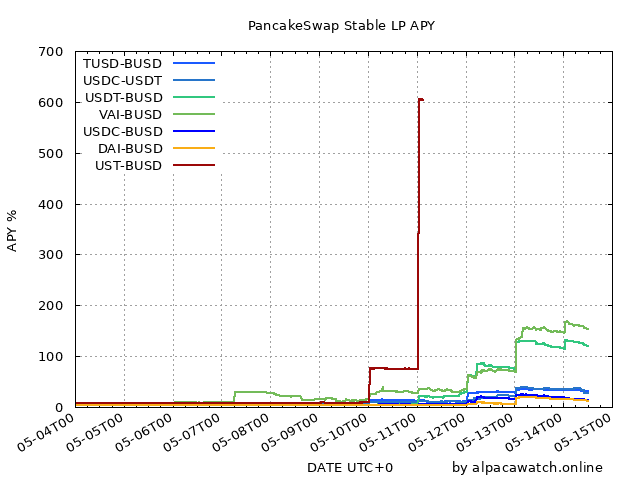 PancakeSwap Stable LP APY
700
600
500
400
300
200
100
0
APY %
TUSD-BUSD
USDC-USDT
USDT-BUSD
VAI-BUSD
USDC-BUSD
DAI-BUSD
UST-BUSD
05-04T00
05-05T00
05-06T00
05-07T00
05-08T00
05-09T00
05-10T00
05-11T00
05-12T00
05-13T00
05-14T00
05-15T00
DATE UTC+0
by alpacawatch.online